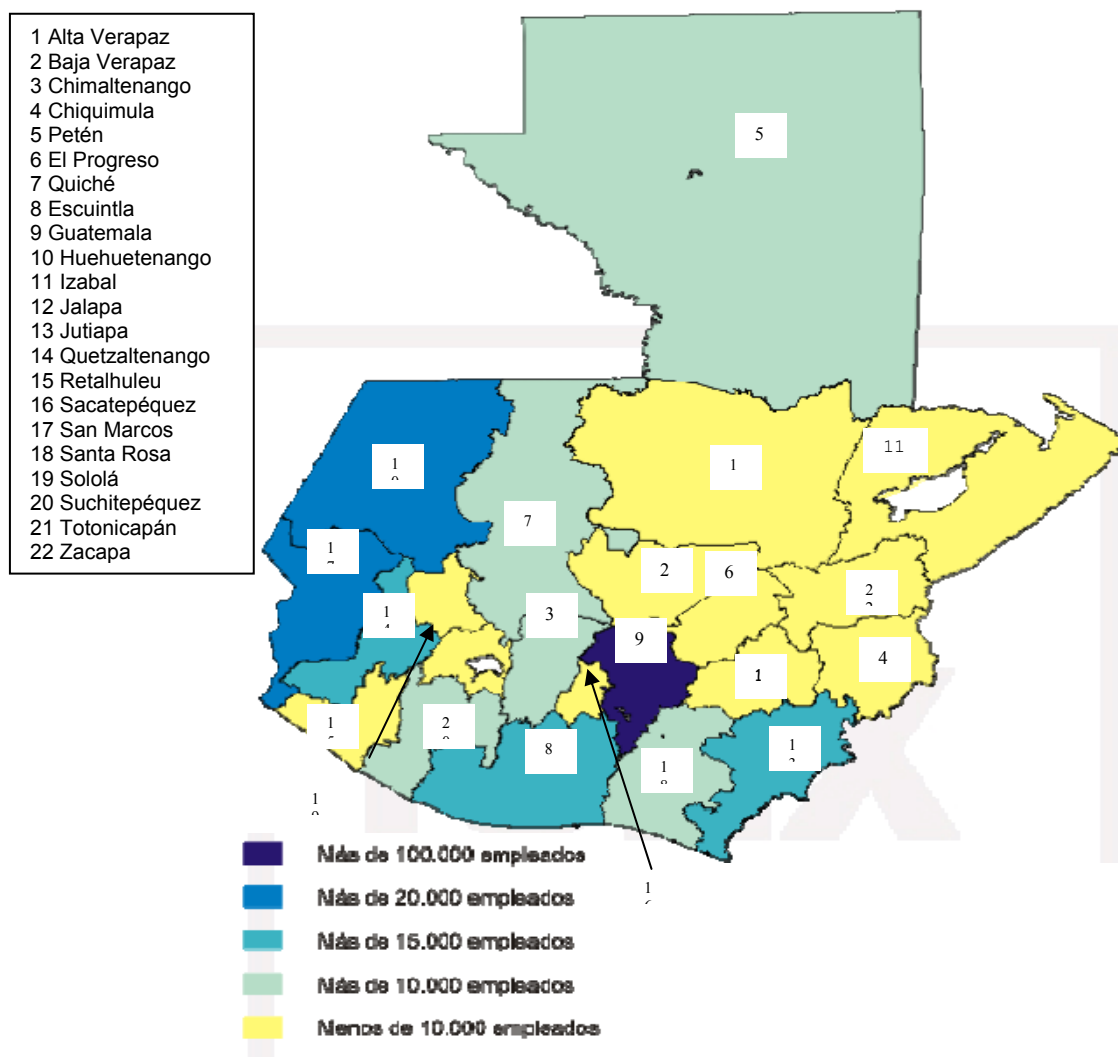 1 Alta Verapaz
2 Baja Verapaz
3 Chimaltenango
4 Chiquimula
5 Petén
6 El Progreso
7 Quiché
8 Escuintla
9 Guatemala
10 Huehuetenango
11 Izabal
12 Jalapa
13 Jutiapa
14 Quetzaltenango
15 Retalhuleu
16 Sacatepéquez
17 San Marcos
18 Santa Rosa
19 Sololá
20 Suchitepéquez
21 Totonicapán
22 Zacapa
5
11
1
7
2
6
3
9
4
1
8
18
Más de 100.000 empleados
Más de 20.000 empleados
Más de 15.000 empleados
Más de 10.000 empleados
Menos de 10.000 empleados